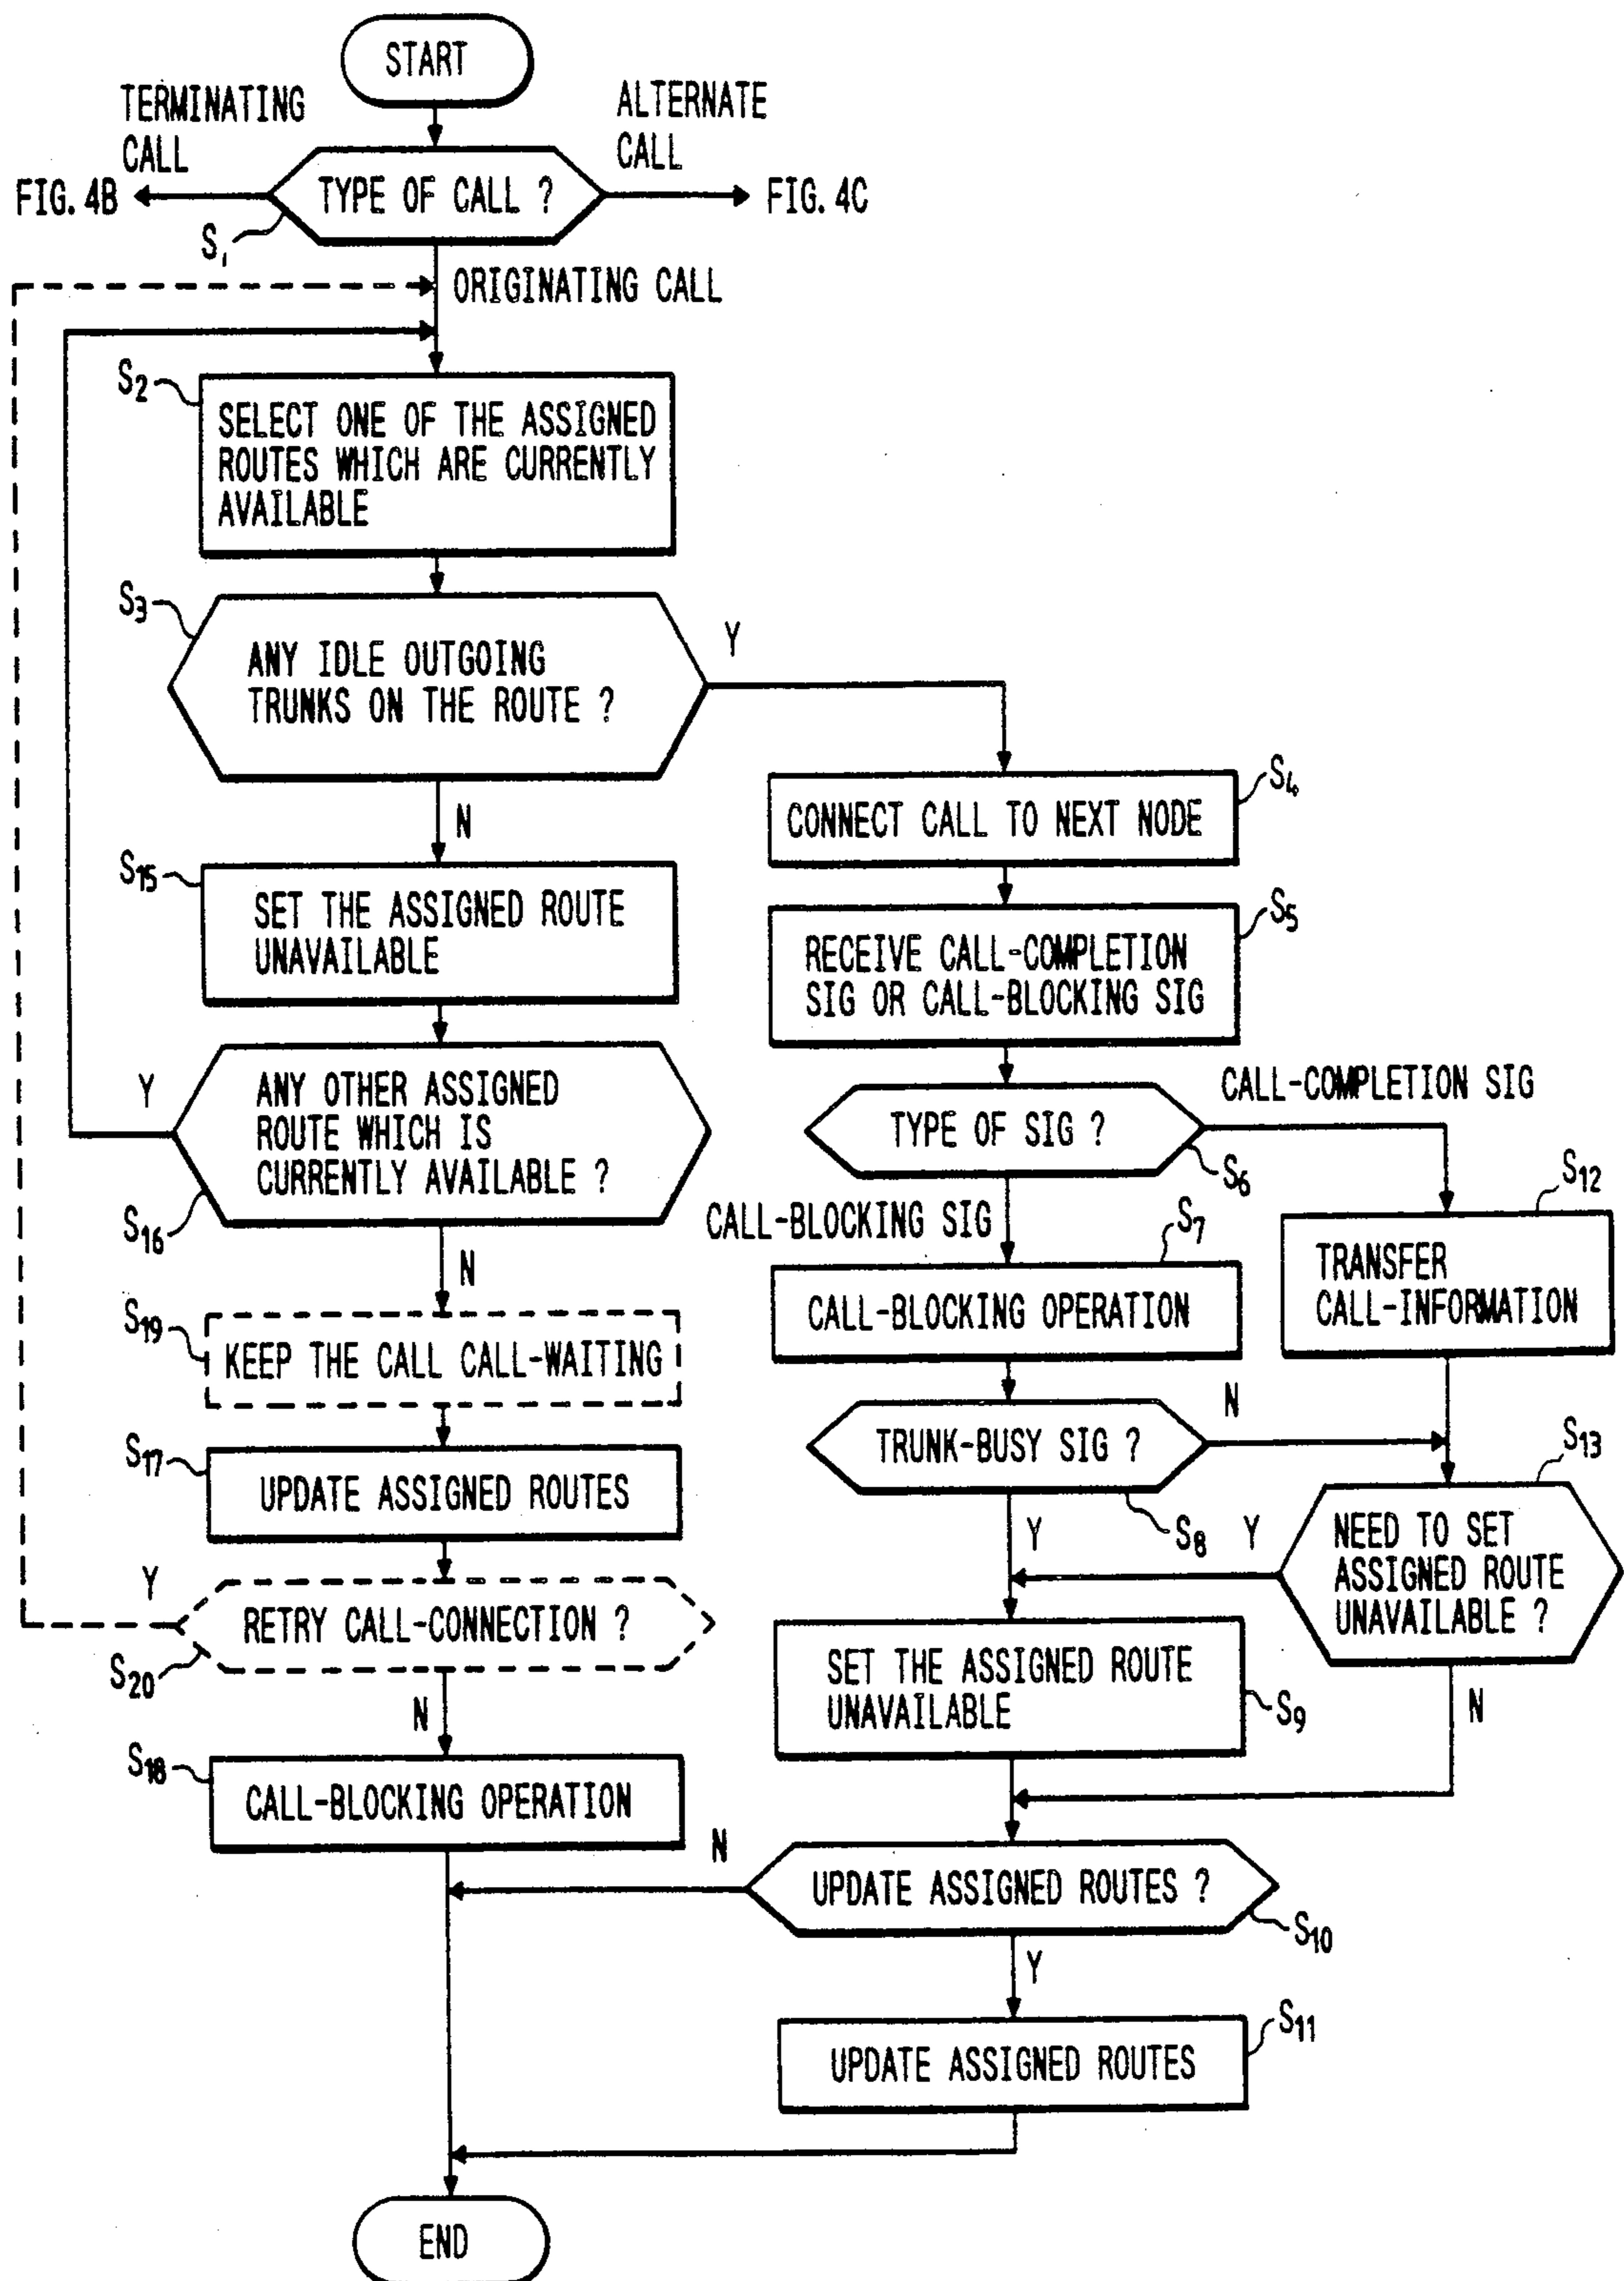 START
TERMINATING
CALL
ALTERNATE
CALL
FIG. 4B
TYPE OF CALL ?
FIG. 4C
S1
ORIGINATING CALL
S2
SELECT ONE OF THE ASSIGNED
ROUTES WHICH ARE CURRENTLY
AVAILABLE
S3
ANY IDLE OUTGOING
TRUNKS ON THE ROUTE ?
Y
N
S4
CONNECT CALL TO NEXT NODE
S15
SET THE ASSIGNED ROUTE
UNAVAILABLE
S5
RECEIVE CALL-COMPLETION
SIG OR CALL-BLOCKING SIG
Y
ANY OTHER ASSIGNED
ROUTE WHICH IS
CURRENTLY AVAILABLE ?
S16
N
TYPE OF SIG ?
S6
CALL-COMPLETION SIG
CALL-BLOCKING SIG
S7
CALL-BLOCKING OPERATION
S12
TRANSFER
CALL-INFORMATION
S19
KEEP THE CALL CALL-WAITING
TRUNK-BUSY SIG ?
N
S8
Y
S13
NEED TO SET
ASSIGNED ROUTE
UNAVAILABLE ?
Y
N
S17
UPDATE ASSIGNED ROUTES
Y
RETRY CALL-CONNECTION ?
S20
N
SET THE ASSIGNED ROUTE
UNAVAILABLE
S9
S18
CALL-BLOCKING OPERATION
N
UPDATE ASSIGNED ROUTES ?
S10
Y
S11
UPDATE ASSIGNED ROUTES
END